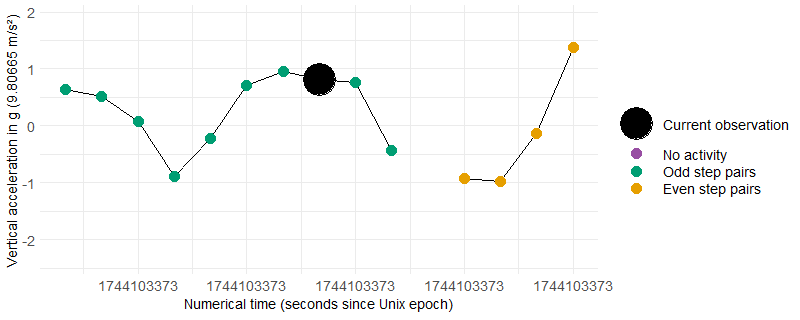 Vertical acceleration in g (9.80665 m/s²)
2
1
0
-1
-2
1744103373 1744103373 1744103373 1744103373 1744103373
Numerical time (seconds since Unix epoch)
Current observation
No activity
Odd step pairs
Even step pairs